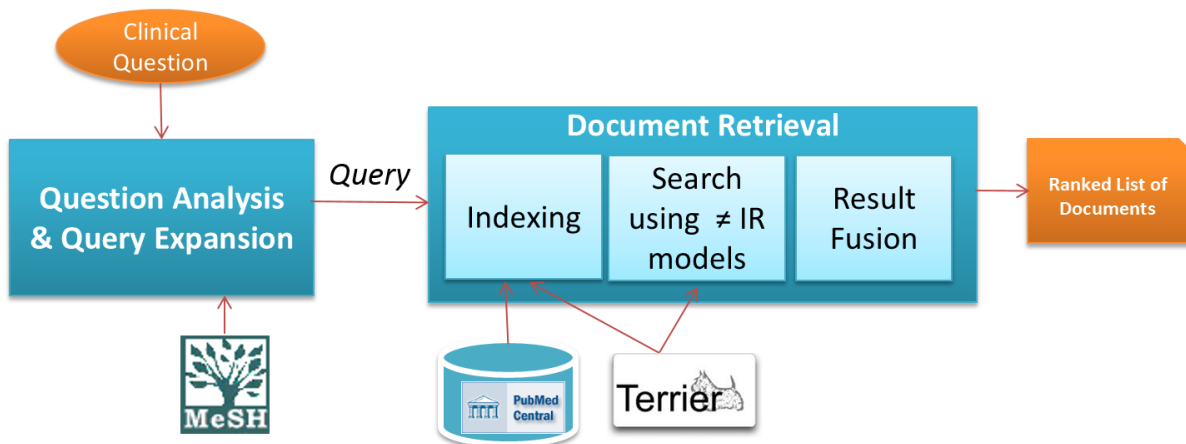 Clinical
Question
Question Analysis
& Query Expansion
Query
Document Retrieval
Indexing
Search
using ≠ IR
models
Result
Fusion
Ranked List of
Documents
MeSH
PubMed
Central
Terrier